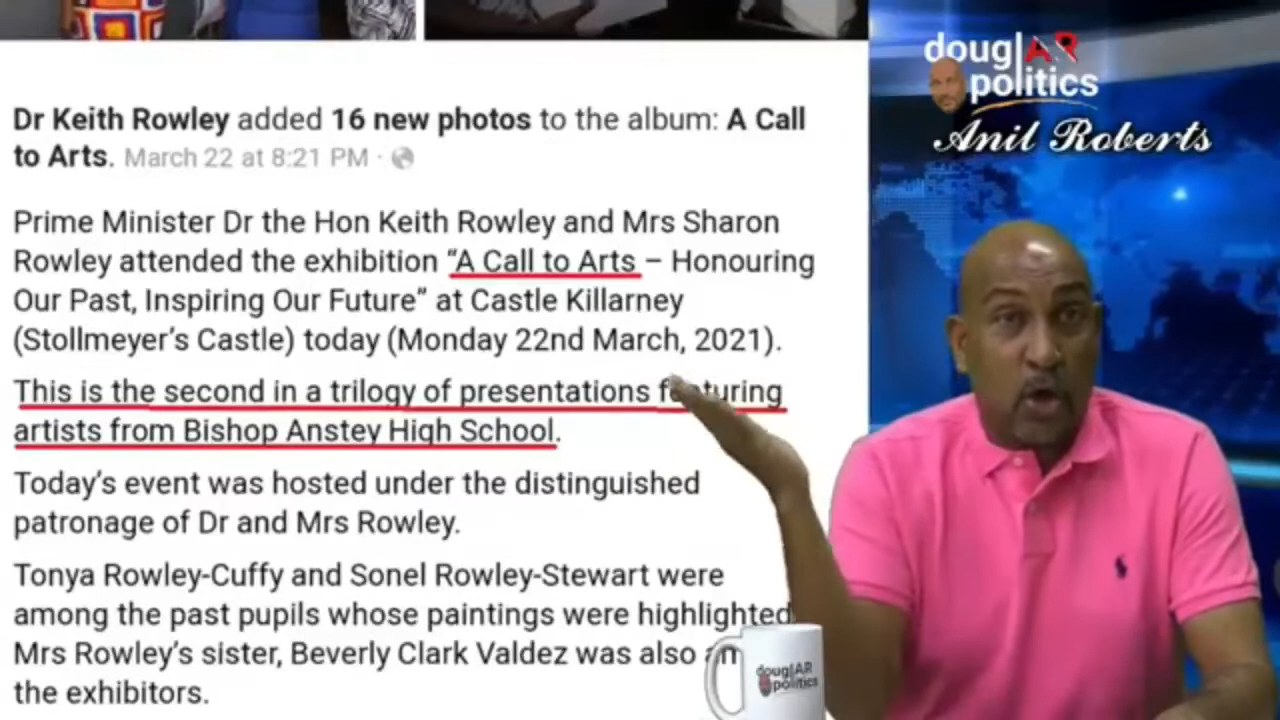 Dr Keith Rowley added 16 new photos to the album: A Call
to Arts. March 22 at 8:21 PM ·
Prime Minister Dr the Hon Keith Rowley and Mrs Sharon
Rowley attended the exhibition “A Call to Arts – Honouring
Our Past, Inspiring Our Future” at Castle Killarney
(Stollmeyer’s Castle) today (Monday 22nd March, 2021).
This is the second in a trilogy of presentations featuring
artists from Bishop Anstey High School.
Today’s event was hosted under the distinguished
patronage of Dr and Mrs Rowley.
Tonya Rowley-Cuffy and Sonel Rowley-Stewart were
among the past pupils whose paintings were highlighted
Mrs Rowley’s sister, Beverly Clark Valdez was also
the exhibitors.
douglAR
politics
Anil Roberts
douglAR
politics